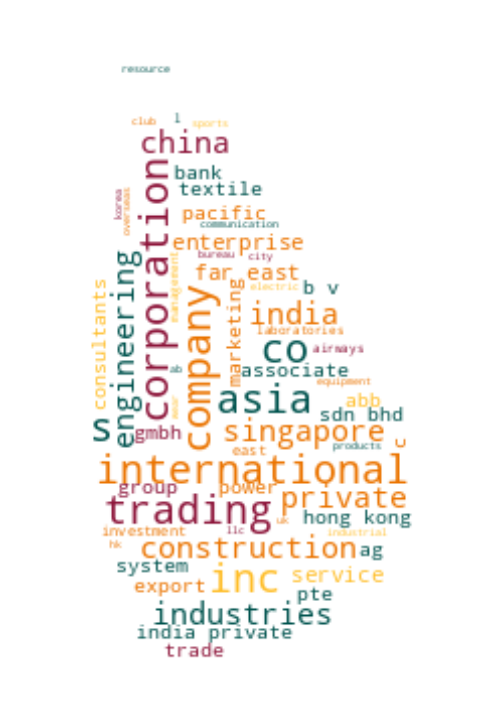 resource
club
l
sports
china
bank
textile
korea
overseas
pacific
communication
corporation
enterprise
bureau
city
engineering
management
far east
consultants
company
marketing
electric
b v
india
laboratories
co
airways
ab
associate
equipment
asia
abb
sdn bhd
s
gmbh
singapore
c
products
east
international
group
power
private
trading
hong kong
uk
investment
llc
industrial
hk
construction
ag
system
inc
service
export
pte
industries
india private
trade